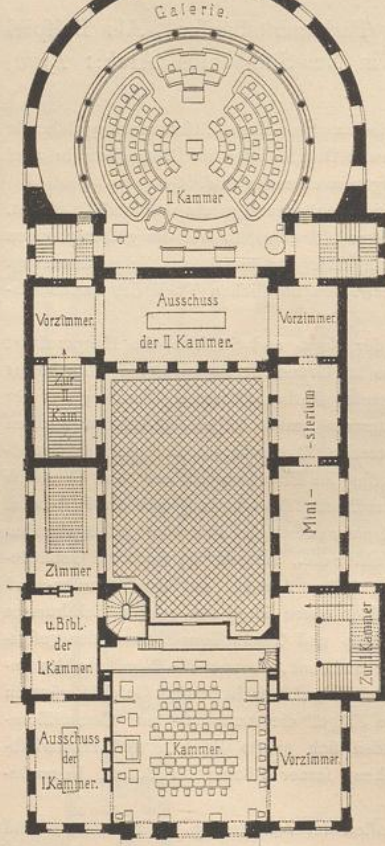 Galerie.
II Kammer
Ausschuss
der II Kammer.
Vorzimmer.
Vorzimmer.
Zur
II
Kam.
Mini-
-sterium
Zimmer
u. Bibl.
der
I. Kammer.
Zur I Kammer
Ausschuss
der
I. Kammer.
I. Kammer.
Vorzimmer.